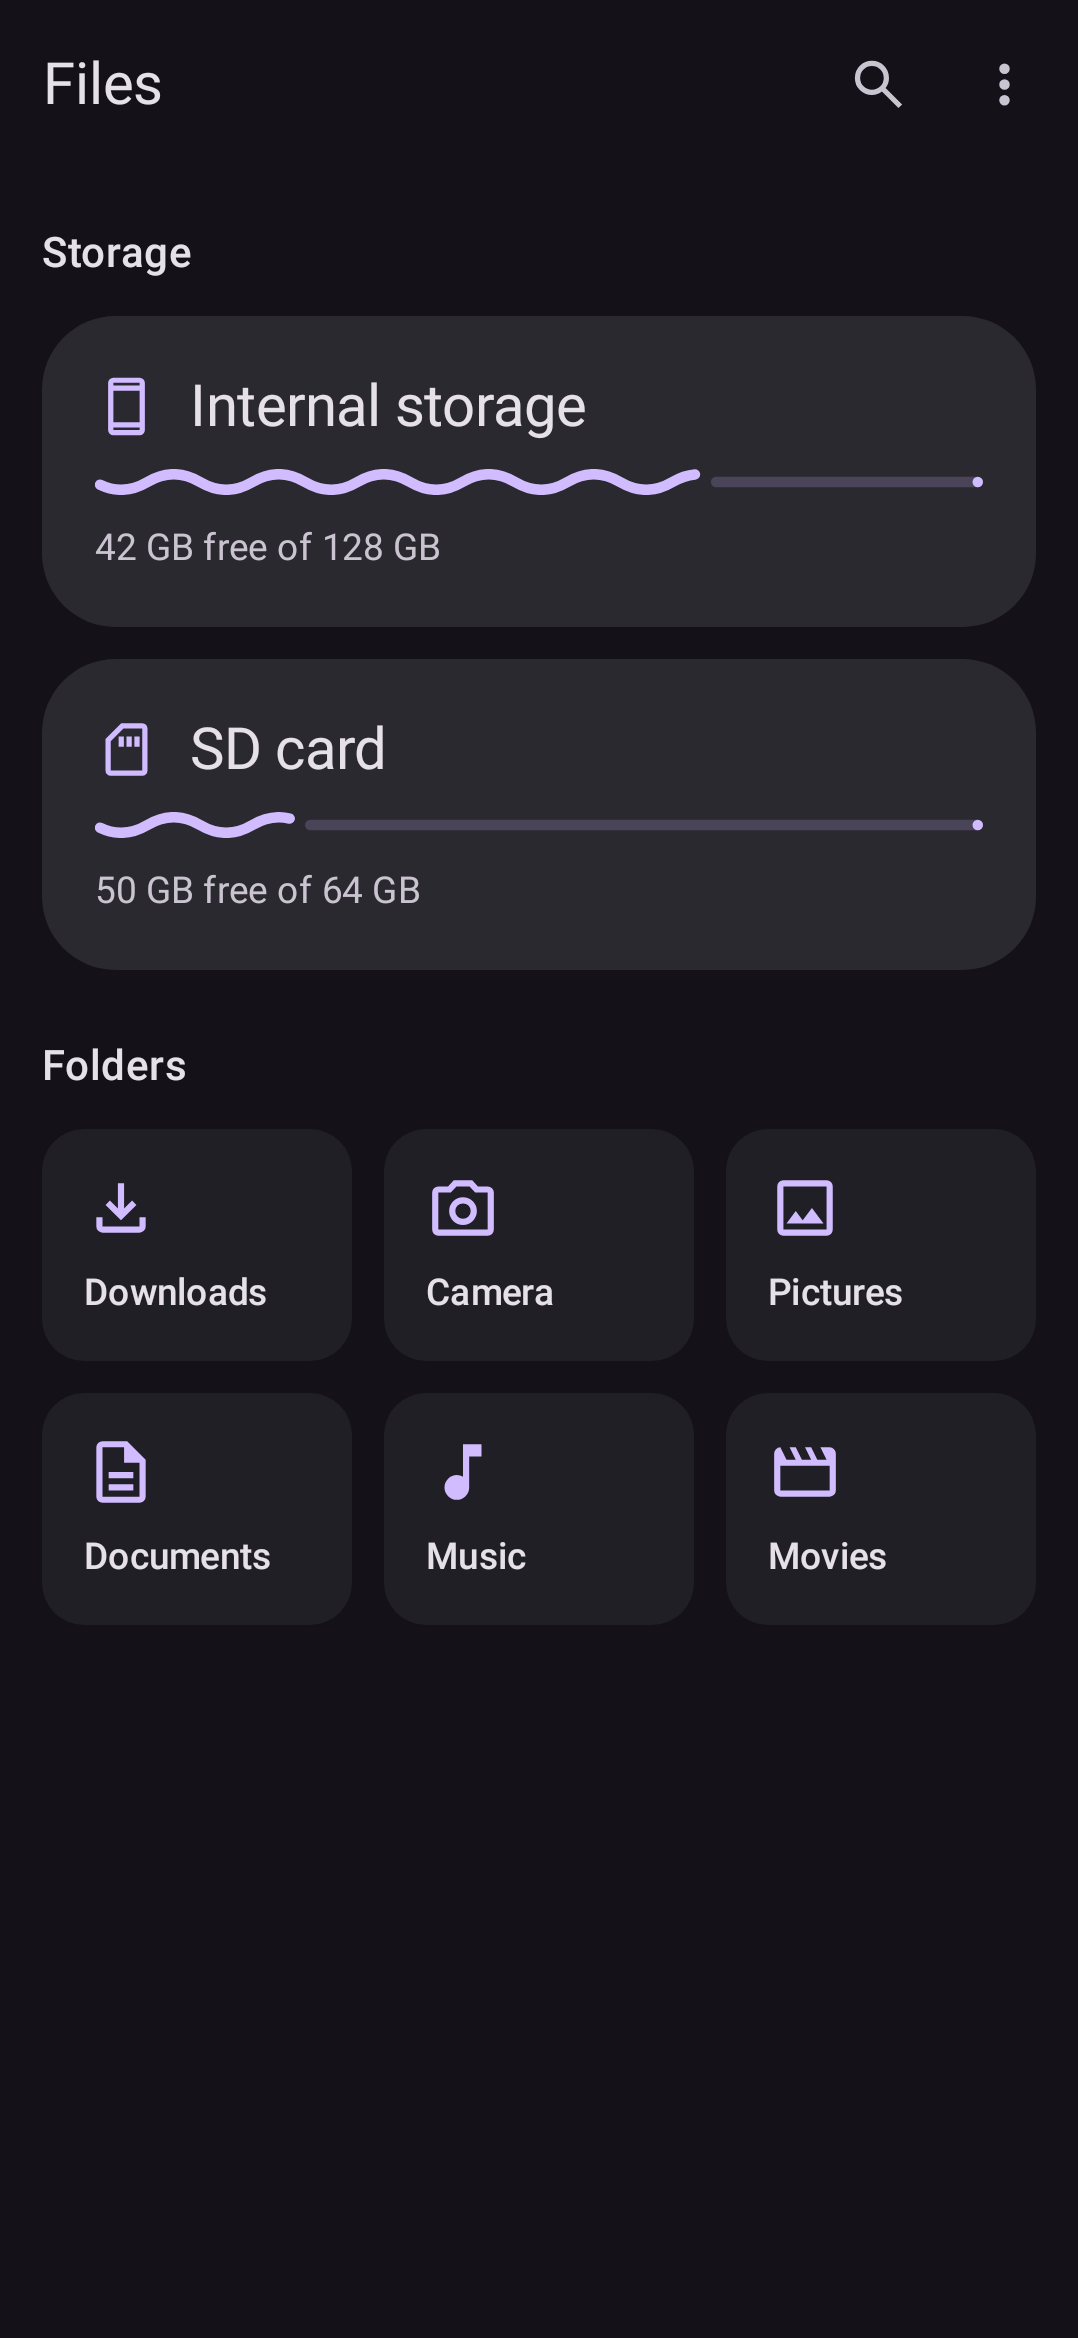 Files
Storage
Internal storage
42 GB free of 128 GB
SD card
50 GB free of 64 GB
Folders
Downloads
Camera
Pictures
Documents
Music
Movies